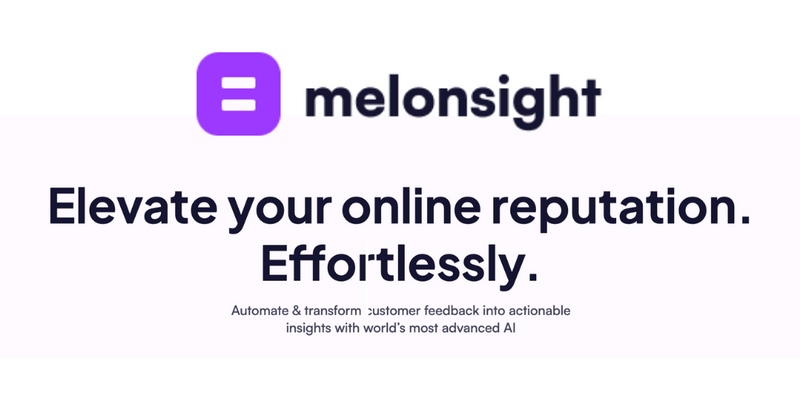 melonsight
Elevate your online reputation.
Effortlessly.
Automate & transform customer feedback into actionable
insights with world's most advanced AI